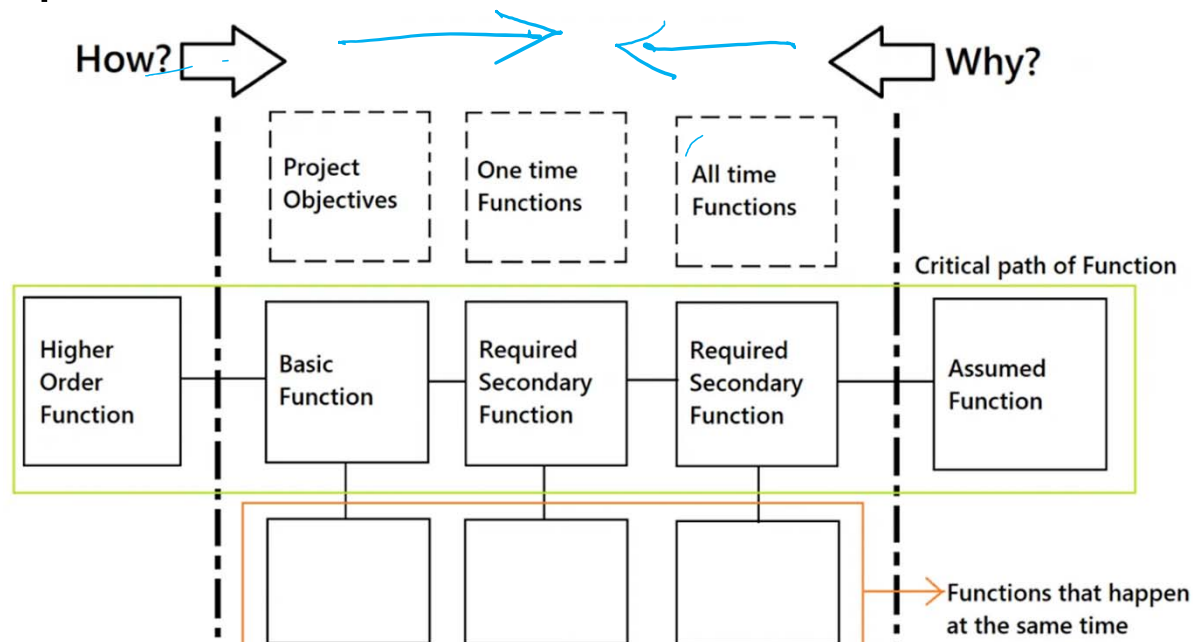 How?
Why?
Project
Objectives
One time
Functions
All time
Functions
Critical path of Function
Higher
Order
Function
Basic
Function
Required
Secondary
Function
Required
Secondary
Function
Assumed
Function
Functions that happen
at the same time